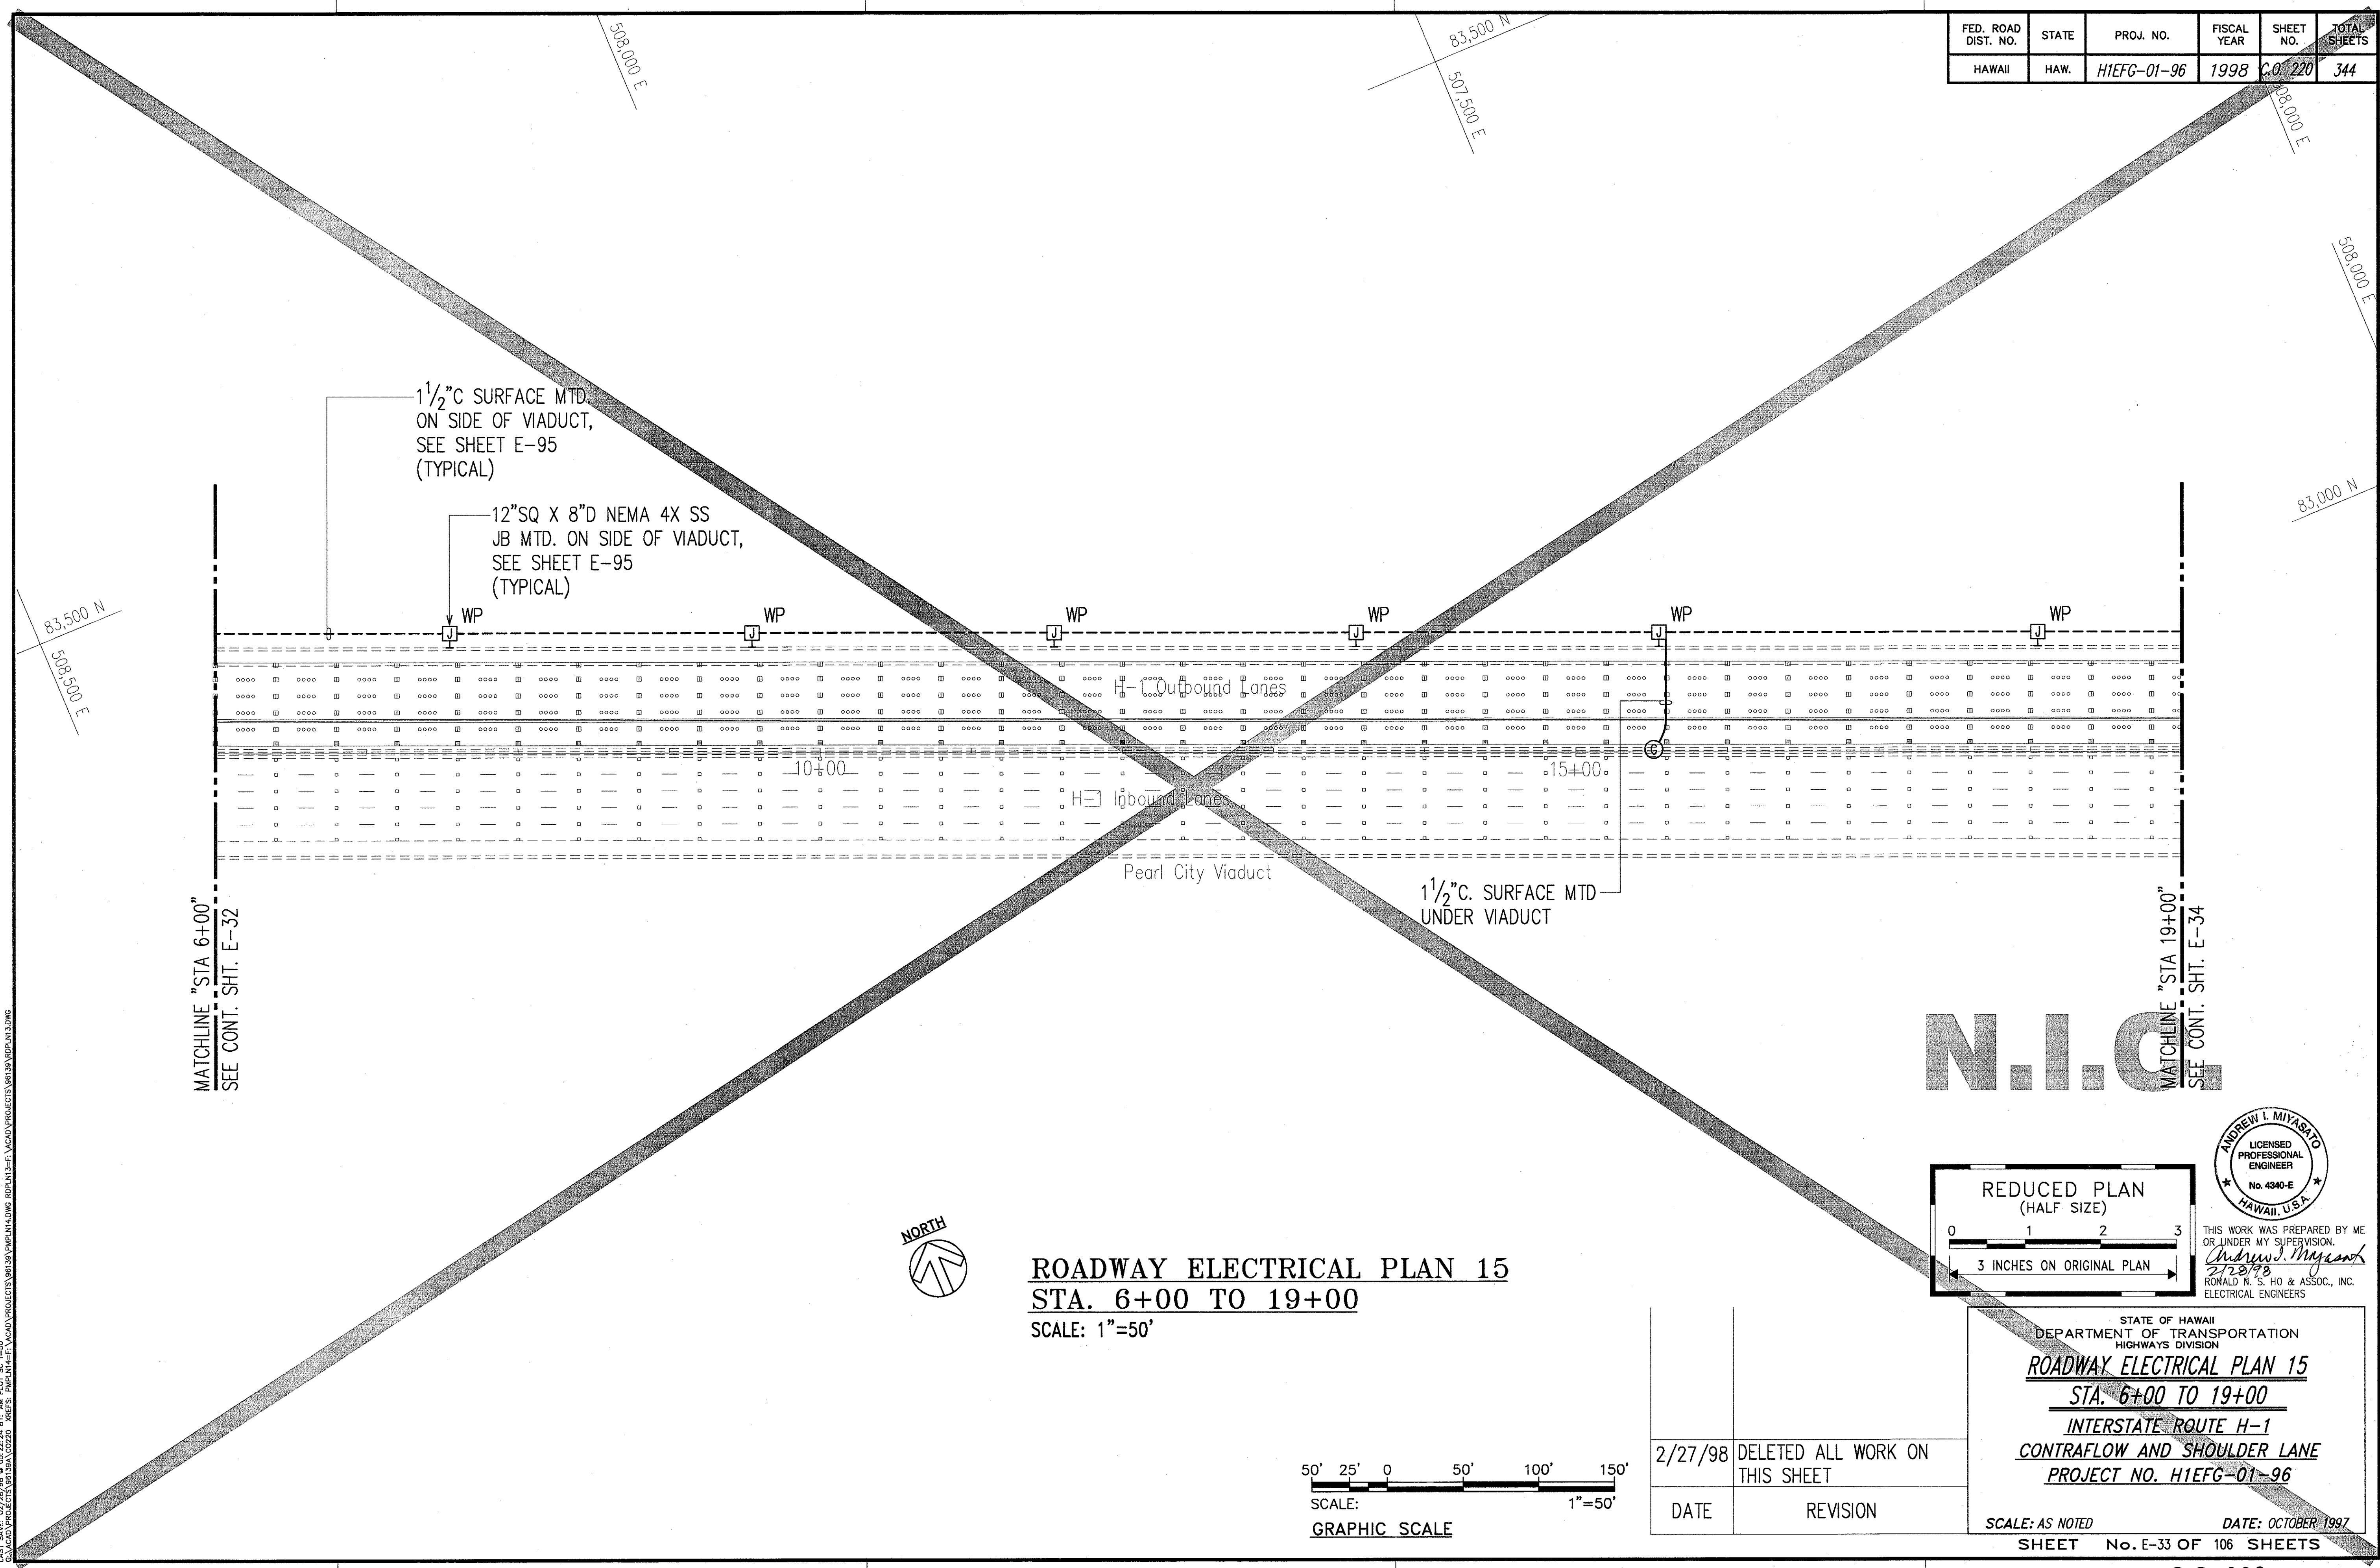 FED. ROAD DIST. NO.
STATE
PROJ. NO.
FISCAL YEAR
SHEET NO.
TOTAL SHEETS
HAWAII
HAW.
H1EFG-01-96
1998
C.O. 220
344
508,000 E
83,500 N
507,500 E
508,000 E
508,000 E
83,000 N
83,500 N
508,500 E
1 1/2"C SURFACE MTD.
ON SIDE OF VIADUCT,
SEE SHEET E-95
(TYPICAL)
12"SQ X 8"D NEMA 4X SS
JB MTD. ON SIDE OF VIADUCT,
SEE SHEET E-95
(TYPICAL)
WP
WP
WP
WP
WP
WP
J
J
J
J
J
J
H-1 Outbound Lanes
G
10+00
15+00
H-1 Inbound Lanes
Pearl City Viaduct
1 1/2"C. SURFACE MTD
UNDER VIADUCT
MATCHLINE "STA 6+00"
SEE CONT. SHT. E-32
MATCHLINE "STA 19+00"
SEE CONT. SHT. E-34
N.I.C.
NORTH
ROADWAY ELECTRICAL PLAN 15
STA. 6+00 TO 19+00
SCALE: 1"=50'
REDUCED PLAN
(HALF SIZE)
0 1 2 3
3 INCHES ON ORIGINAL PLAN
ANDREW I. MIYASATO
LICENSED
PROFESSIONAL
ENGINEER
No. 4340-E
HAWAII, U.S.A.
THIS WORK WAS PREPARED BY ME
OR UNDER MY SUPERVISION.
Andrew I. Miyasato
2/28/98
RONALD N. S. HO & ASSOC., INC.
ELECTRICAL ENGINEERS
50' 25' 0 50' 100' 150'
SCALE: 1"=50'
GRAPHIC SCALE
2/27/98 DELETED ALL WORK ON
THIS SHEET
DATE REVISION
STATE OF HAWAII
DEPARTMENT OF TRANSPORTATION
HIGHWAYS DIVISION
ROADWAY ELECTRICAL PLAN 15
STA. 6+00 TO 19+00
INTERSTATE ROUTE H-1
CONTRAFLOW AND SHOULDER LANE
PROJECT NO. H1EFG-01-96
SCALE: AS NOTED DATE: OCTOBER 1997
SHEET No. E-33 OF 106 SHEETS